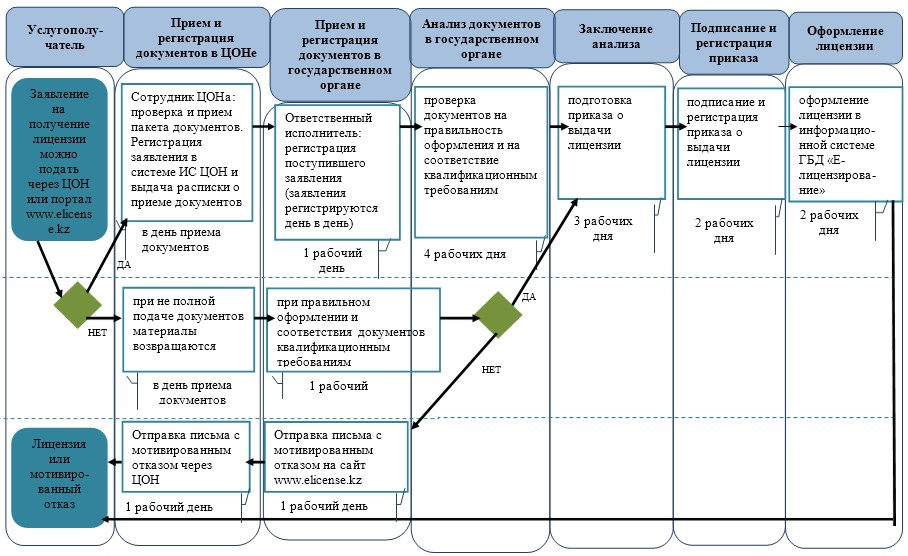 Услугополу-
чатель
Прием и
регистрация
документов в ЦОНе
Прием и
регистрация
документов в
государственном
органе
Анализ документов
в государственном
органе
Заключение
анализа
Подписание и
регистрация
приказа
Оформление
лицензии
Заявление
на
получение
лицензии
можно
подать
через ЦОН
или портал
www.elicens
e.kz
Сотрудник ЦОНа:
проверка и прием
пакета документов.
Регистрация
заявления в
системе ИС ЦОН и
выдача расписки о
приеме документов
Ответственный
исполнитель:
регистрация
поступившего
заявления
(заявления
регистрируются
день в день)
проверка
документов на
правильность
оформления и на
соответствие
квалификационным
требованиям
подготовка
приказа о
выдачи
лицензии
подписание и
регистрация
приказа о
выдачи
лицензии
оформление
лицензии в
информацио-
нной системе
ГБД «Е-
лицензирова-
ние»
в день приема
документов
1 рабочий
день
4 рабочих дня
3 рабочих
дня
2 рабочих
дня
2 рабочих
дня
ДА
НЕТ
при не полной
подаче документов
материалы
возвращаются
при правильном
оформлении и
соответствия документов
квалификационным
требованиям
ДА
НЕТ
в день приема
документов
1 рабочий
Лицензия
или
мотивиро-
ванный
отказ
Отправка письма с
мотивированным
отказом через
ЦОН
Отправка письма с
мотивированным
отказом на сайт
www.elicense.kz
1 рабочий день
1 рабочий день